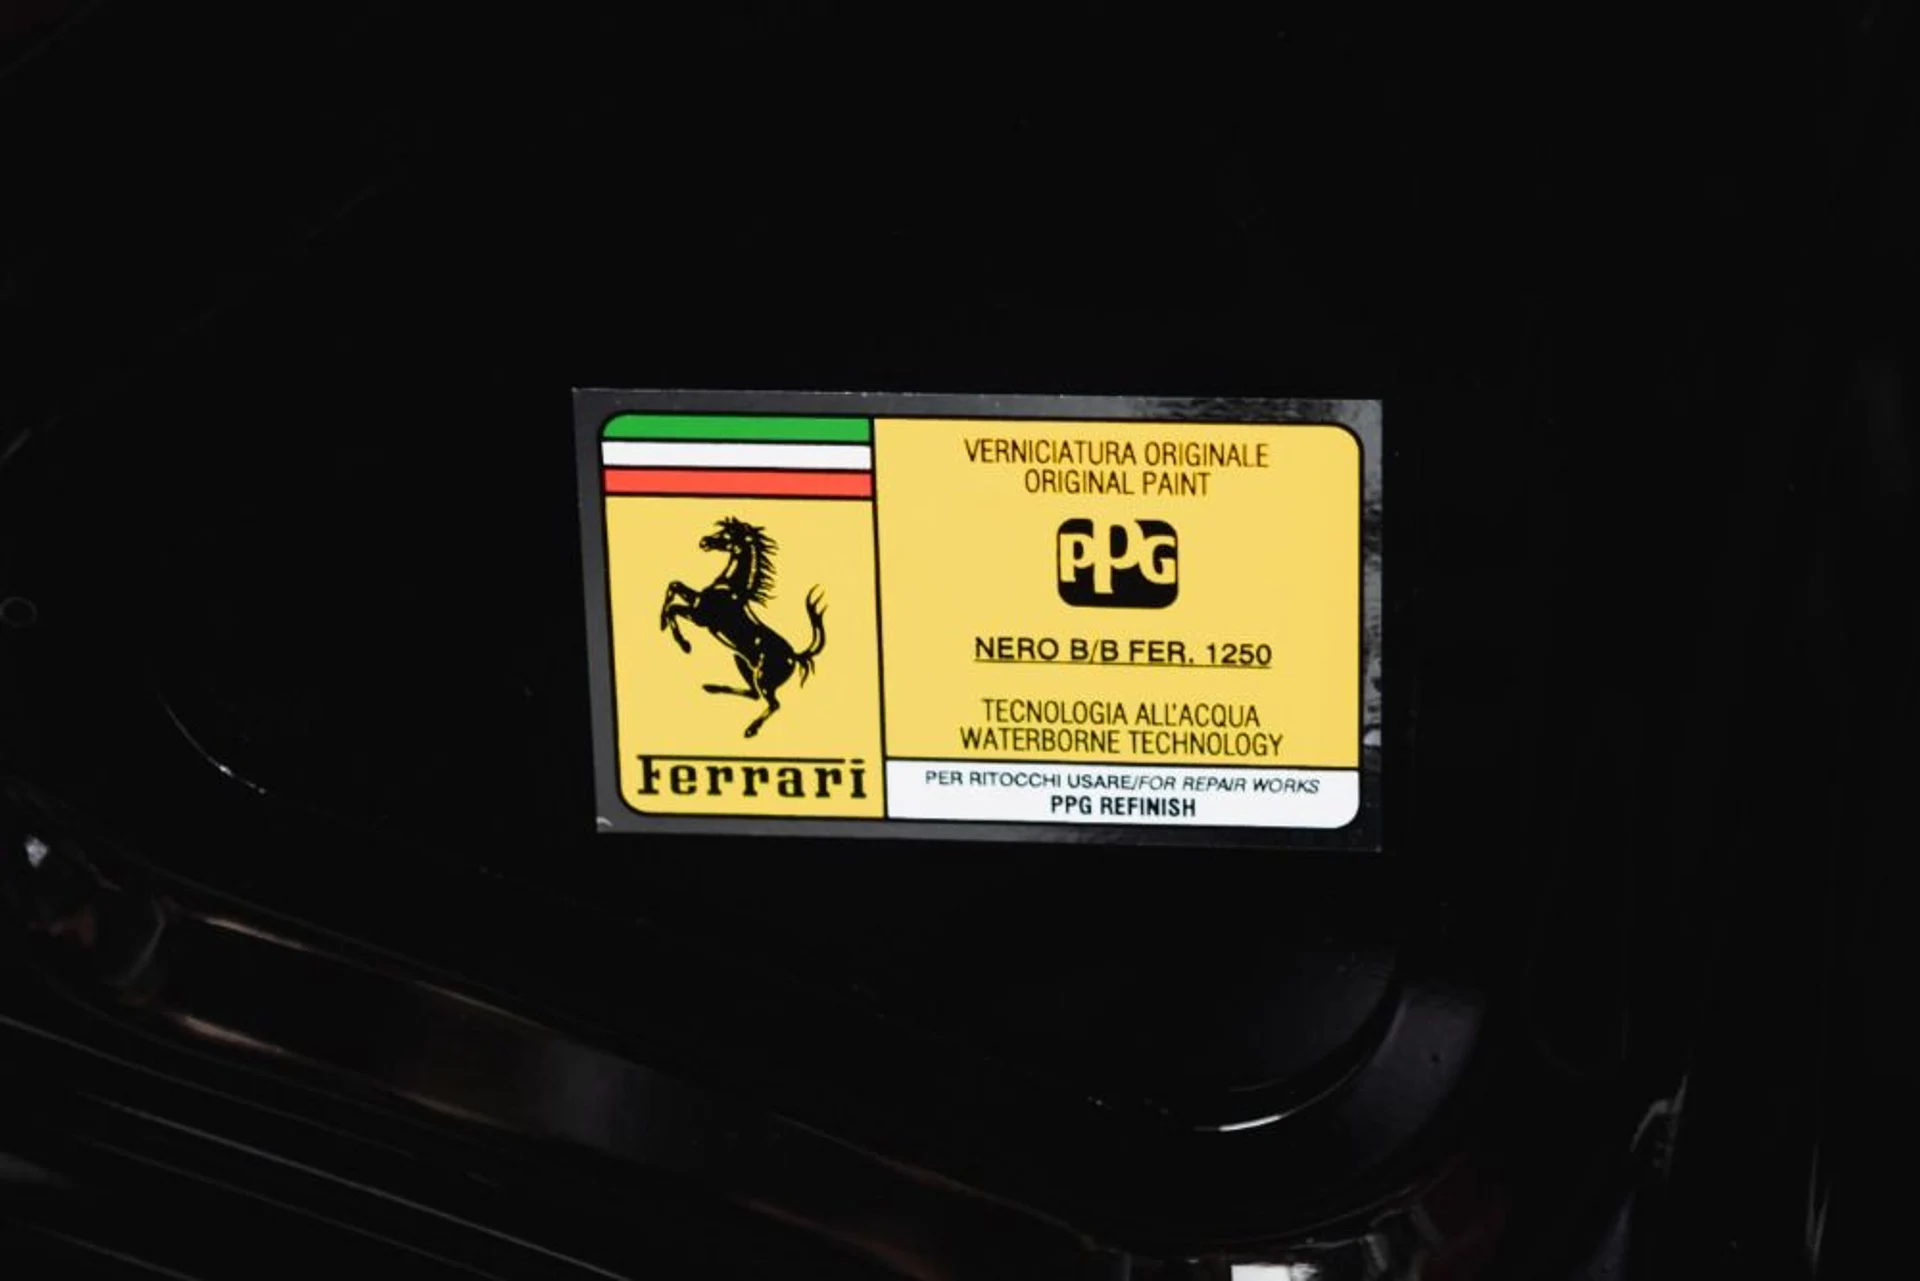 VERNICIATURA ORIGINALE
ORIGINAL PAINT
PPG
NERO B/B FER. 1250
TECNOLOGIA ALL'ACQUA
WATERBORNE TECHNOLOGY
Ferrari
PER RITOCCHI USARE/FOR REPAIR WORKS
PPG REFINISH